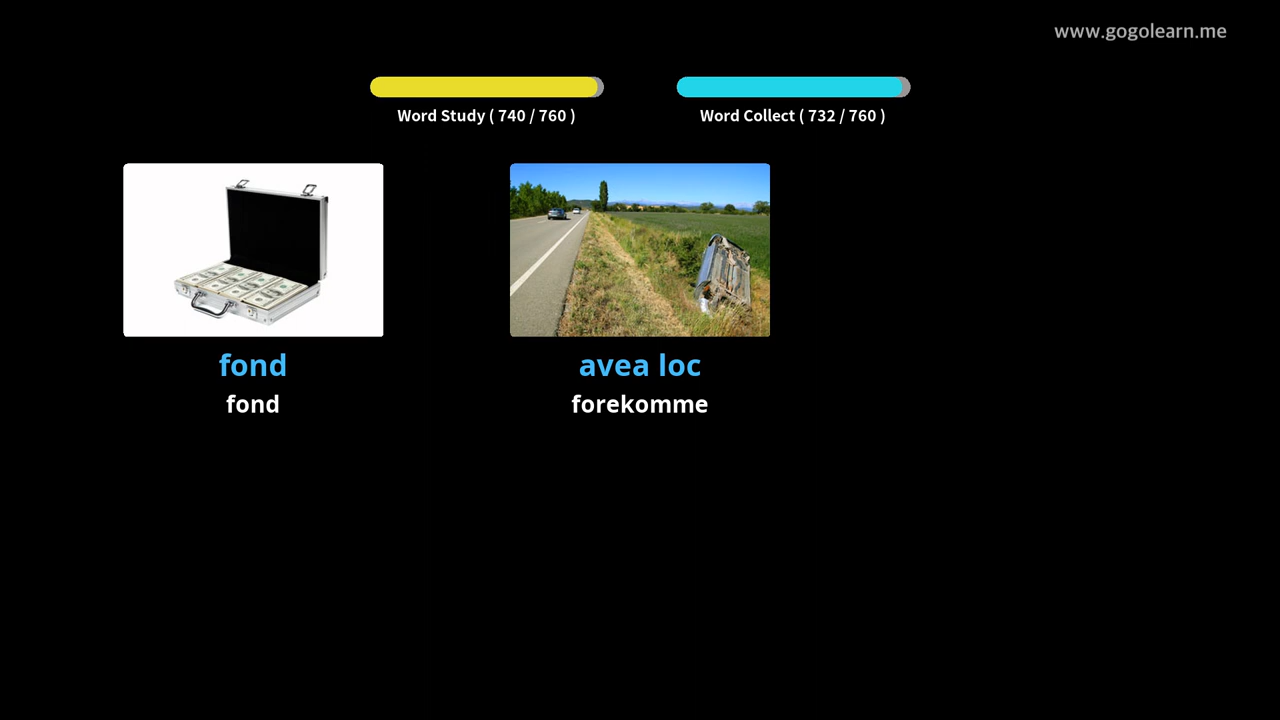 www.gogolearn.me
Word Study ( 740 / 760 )
Word Collect ( 732 / 760 )
fond
fond
avea loc
forekomme